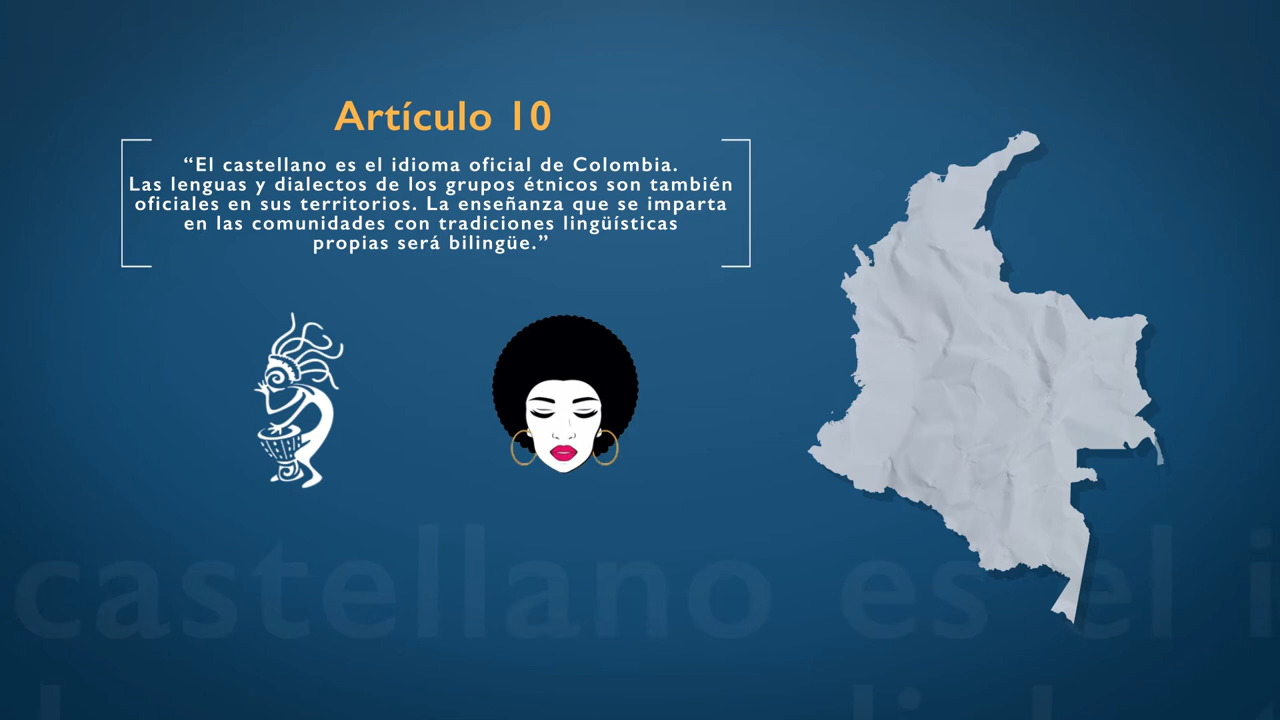 Artículo 10
“El castellano es el idioma oficial de Colombia.
Las lenguas y dialectos de los grupos étnicos son también
oficiales en sus territorios. La enseñanza que se imparta
en las comunidades con tradiciones lingüísticas
propias será bilingüe.”
castellano es el i